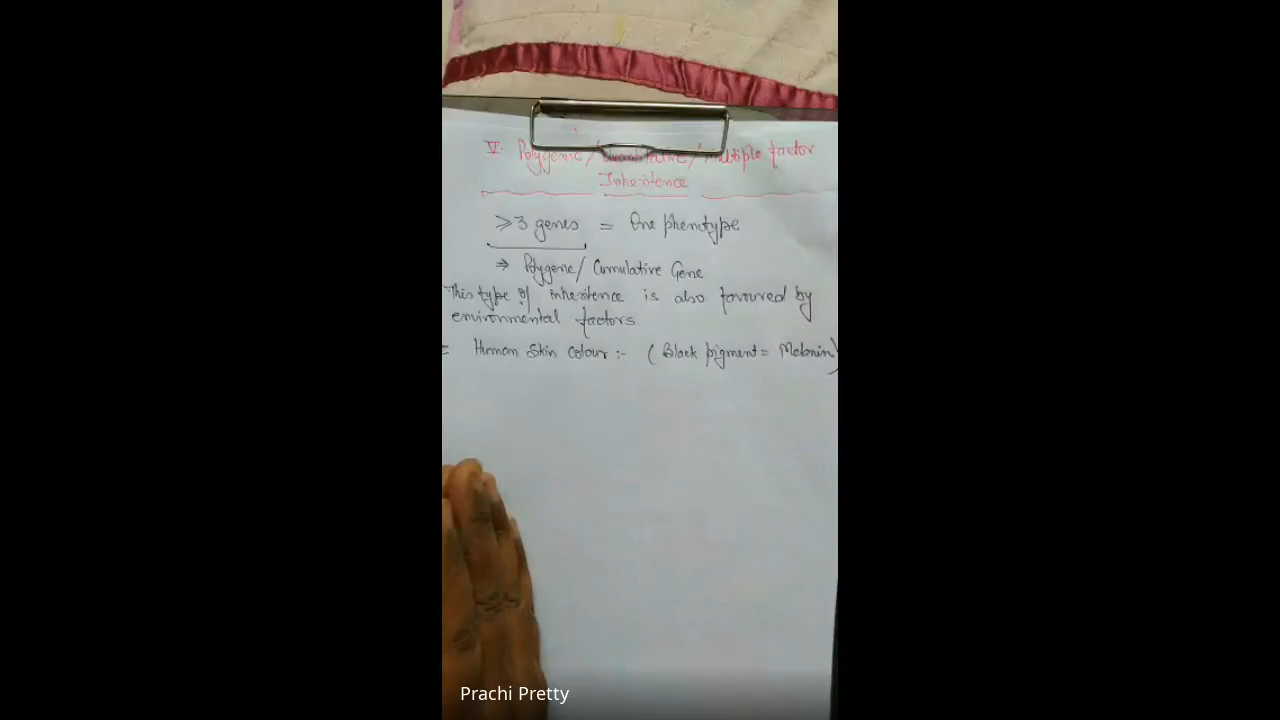 V. Polygenic / Quantitative / Multiple factor
Inheritence
≥3 genes = One phenotype
⇒ Polygene/ Cumulative Gene
This type of inheritence is also favoured by
environmental factors
= Human Skin Colour :- (Black pigment = Melanin)
Prachi Pretty